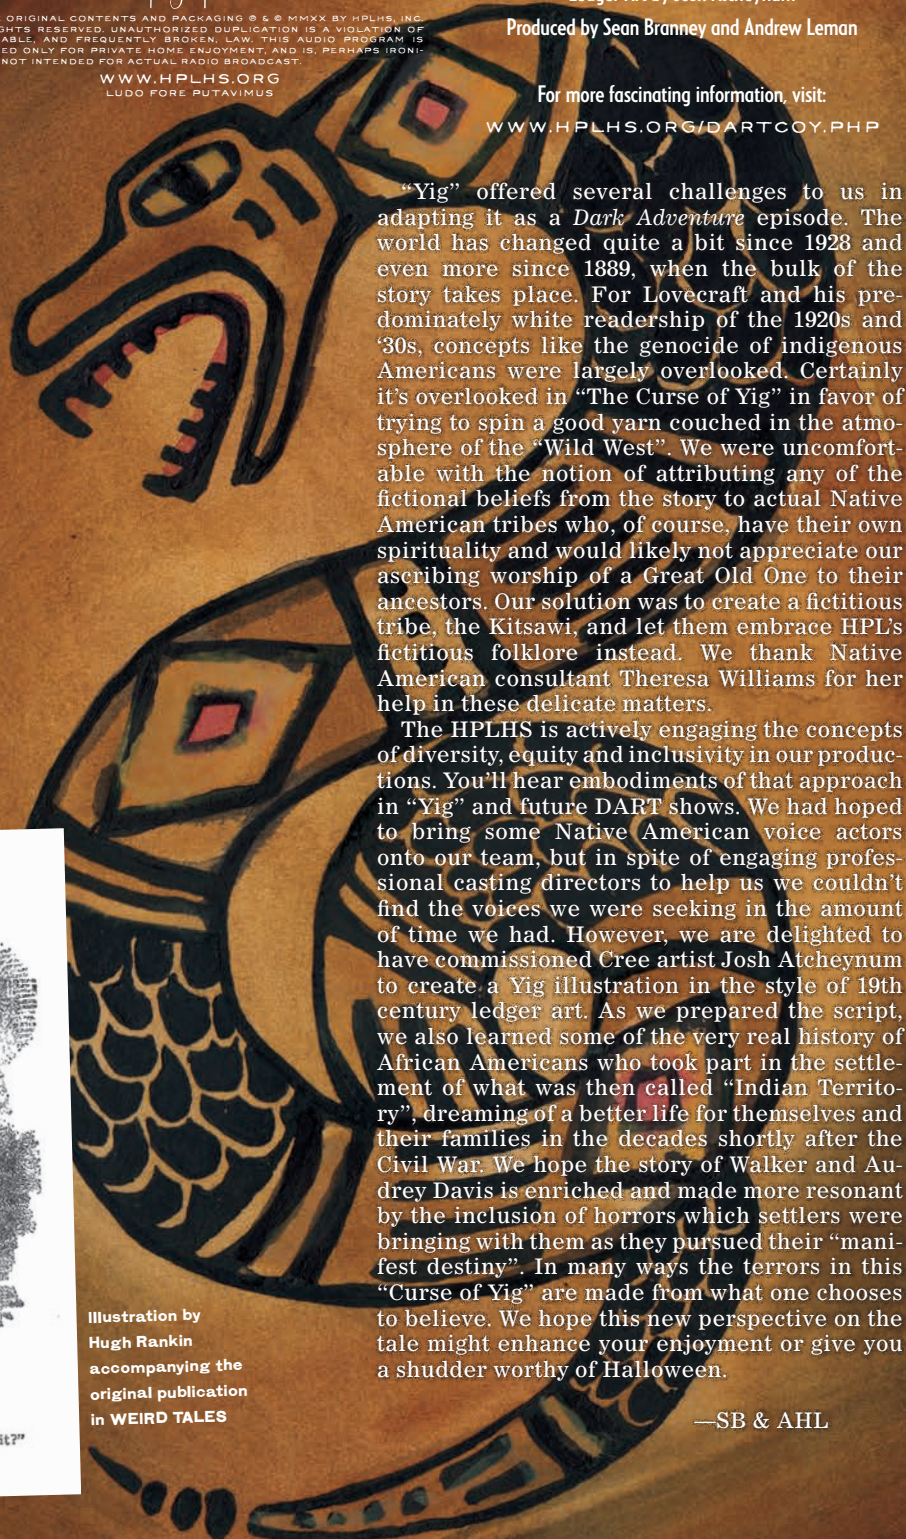 ORIGINAL CONTENTS AND PACKAGING ℗ & © MMXX BY HPLHS, INC.
GHTS RESERVED. UNAUTHORIZED DUPLICATION IS A VIOLATION OF
ABLE, AND FREQUENTLY BROKEN, LAW. THIS AUDIO PROGRAM IS
ED ONLY FOR PRIVATE HOME ENJOYMENT, AND IS, PERHAPS IRONI-
NOT INTENDED FOR ACTUAL RADIO BROADCAST.
WWW.HPLHS.ORG
LUDO FORE PUTAVIMUS
Produced by Sean Branney and Andrew Leman
For more fascinating information, visit:
WWW.HPLHS.ORG/DARTCOY.PHP
“Yig” offered several challenges to us in
adapting it as a Dark Adventure episode. The
world has changed quite a bit since 1928 and
even more since 1889, when the bulk of the
story takes place. For Lovecraft and his pre-
dominately white readership of the 1920s and
‘30s, concepts like the genocide of indigenous
Americans were largely overlooked. Certainly
it’s overlooked in “The Curse of Yig” in favor of
trying to spin a good yarn couched in the atmo-
sphere of the “Wild West”. We were uncomfort-
able with the notion of attributing any of the
fictional beliefs from the story to actual Native
American tribes who, of course, have their own
spirituality and would likely not appreciate our
ascribing worship of a Great Old One to their
ancestors. Our solution was to create a fictitious
tribe, the Kitsawi, and let them embrace HPL’s
fictitious folklore instead. We thank Native
American consultant Theresa Williams for her
help in these delicate matters.
The HPLHS is actively engaging the concepts
of diversity, equity and inclusivity in our produc-
tions. You’ll hear embodiments of that approach
in “Yig” and future DART shows. We had hoped
to bring some Native American voice actors
onto our team, but in spite of engaging profes-
sional casting directors to help us we couldn’t
find the voices we were seeking in the amount
of time we had. However, we are delighted to
have commissioned Cree artist Josh Atcheynum
to create a Yig illustration in the style of 19th
century ledger art. As we prepared the script,
we also learned some of the very real history of
African Americans who took part in the settle-
ment of what was then called “Indian Territo-
ry”, dreaming of a better life for themselves and
their families in the decades shortly after the
Civil War. We hope the story of Walker and Au-
drey Davis is enriched and made more resonant
by the inclusion of horrors which settlers were
bringing with them as they pursued their “mani-
fest destiny”. In many ways the terrors in this
“Curse of Yig” are made from what one chooses
to believe. We hope this new perspective on the
tale might enhance your enjoyment or give you
a shudder worthy of Halloween.
—SB & AHL
Illustration by
Hugh Rankin
accompanying the
original publication
in WEIRD TALES
it?”